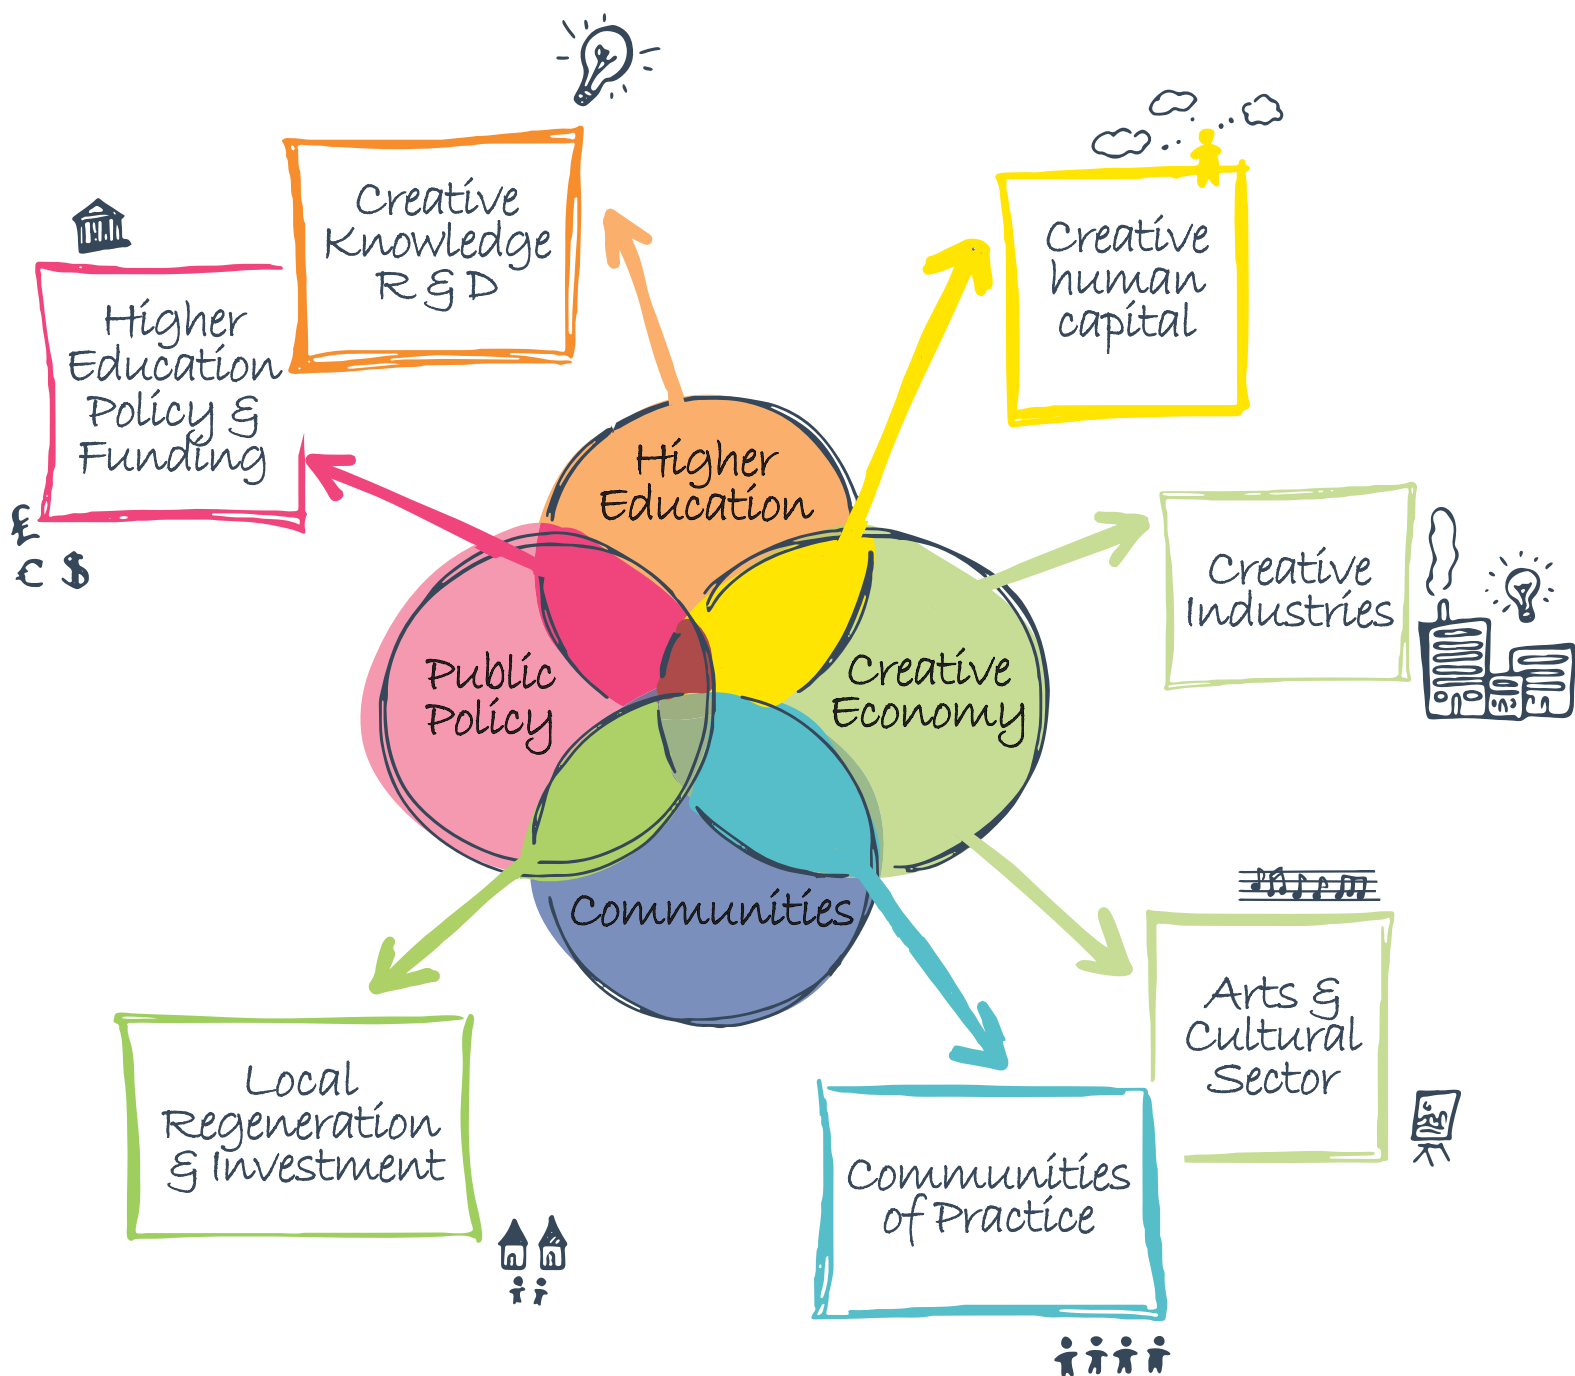 Creative
Knowledge
R & D
Higher
Education
Policy &
Funding
£
€ $
Creative
human
capital
Higher
Education
Creative
Industries
Public
Policy
Creative
Economy
Communities
Arts &
Cultural
Sector
Local
Regeneration
& Investment
Communities
of Practice